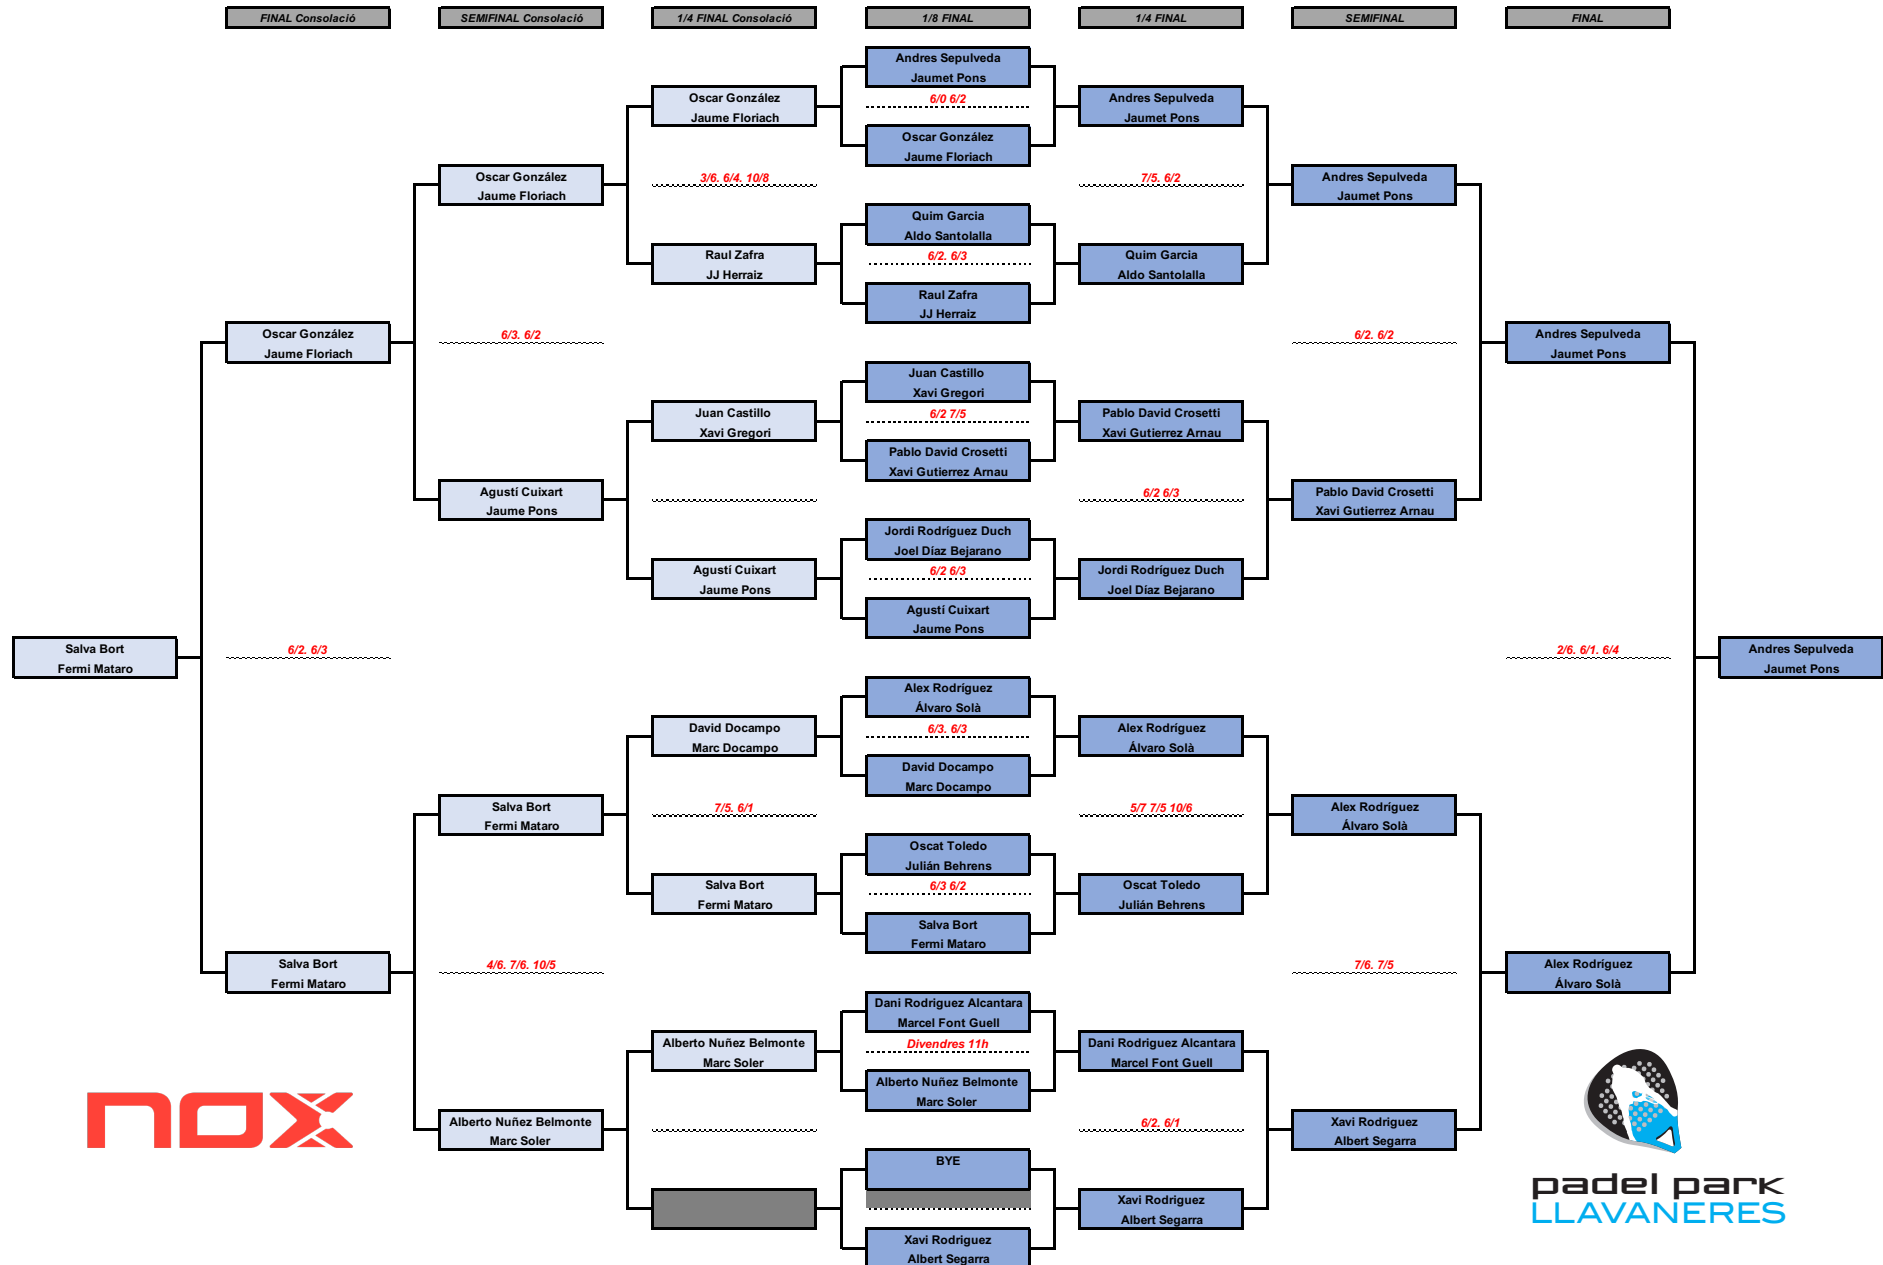 FINAL Consolació
SEMIFINAL Consolació
1/4 FINAL Consolació
1/8 FINAL
1/4 FINAL
SEMIFINAL
FINAL
Andres Sepulveda
Jaumet Pons
Oscar González
Jaume Floriach
6/0 6/2
Andres Sepulveda
Jaumet Pons
Oscar González
Jaume Floriach
Oscar González
Jaume Floriach
3/6. 6/4. 10/8
7/5. 6/2
Andres Sepulveda
Jaumet Pons
Quim Garcia
Aldo Santolalla
Raul Zafra
JJ Herraiz
6/2. 6/3
Quim Garcia
Aldo Santolalla
Raul Zafra
JJ Herraiz
Oscar González
Jaume Floriach
6/3. 6/2
6/2. 6/2
Andres Sepulveda
Jaumet Pons
Juan Castillo
Xavi Gregori
Juan Castillo
Xavi Gregori
6/2 7/5
Pablo David Crosetti
Xavi Gutierrez Arnau
Pablo David Crosetti
Xavi Gutierrez Arnau
Agustí Cuixart
Jaume Pons
6/2 6/3
Pablo David Crosetti
Xavi Gutierrez Arnau
Jordi Rodríguez Duch
Joel Díaz Bejarano
Agustí Cuixart
Jaume Pons
6/2 6/3
Jordi Rodríguez Duch
Joel Díaz Bejarano
Agustí Cuixart
Jaume Pons
Salva Bort
Fermi Mataro
6/2. 6/3
2/6. 6/1. 6/4
Andres Sepulveda
Jaumet Pons
Alex Rodríguez
Álvaro Solà
David Docampo
Marc Docampo
6/3. 6/3
Alex Rodríguez
Álvaro Solà
David Docampo
Marc Docampo
Salva Bort
Fermi Mataro
7/5. 6/1
5/7 7/5 10/6
Alex Rodríguez
Álvaro Solà
Oscat Toledo
Julián Behrens
Salva Bort
Fermi Mataro
6/3 6/2
Oscat Toledo
Julián Behrens
Salva Bort
Fermi Mataro
Salva Bort
Fermi Mataro
4/6. 7/6. 10/5
7/6. 7/5
Alex Rodríguez
Álvaro Solà
Dani Rodriguez Alcantara
Marcel Font Guell
Alberto Nuñez Belmonte
Marc Soler
Divendres 11h
Dani Rodriguez Alcantara
Marcel Font Guell
Alberto Nuñez Belmonte
Marc Soler
nox
Alberto Nuñez Belmonte
Marc Soler
6/2. 6/1
Xavi Rodriguez
Albert Segarra
BYE
Xavi Rodriguez
Albert Segarra
Xavi Rodriguez
Albert Segarra
padel park
LLAVANERES